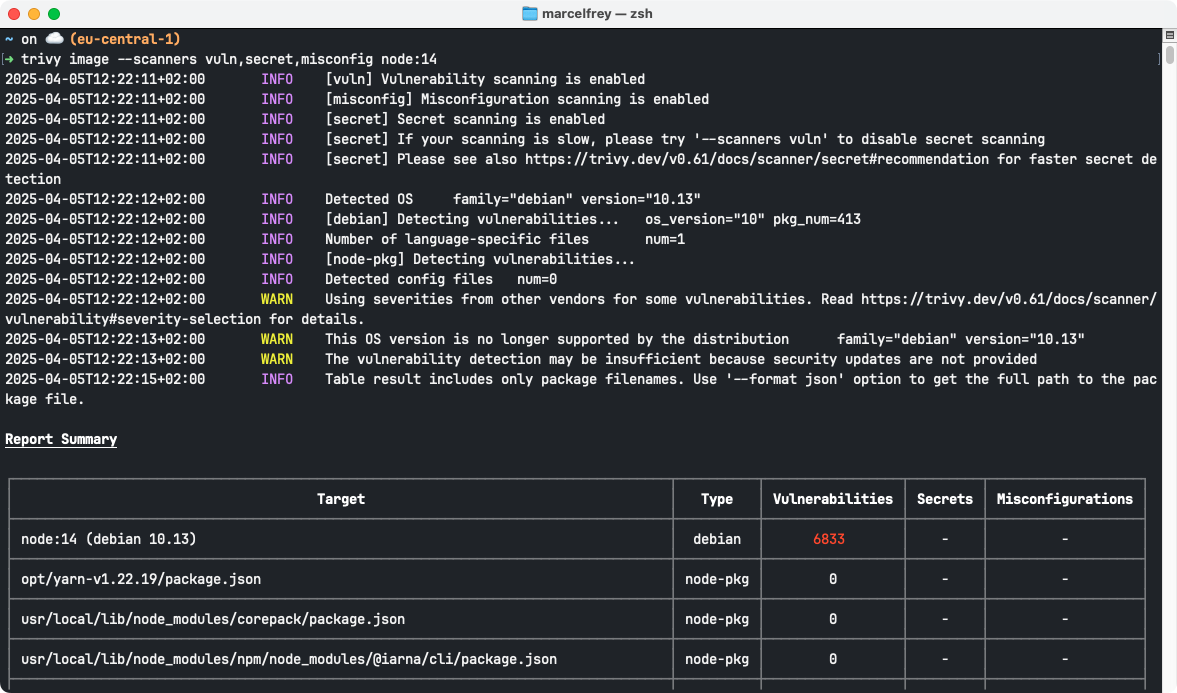 marcelfrey — zsh
~ on ☁️ (eu-central-1)
[➜ trivy image --scanners vuln,secret,misconfig node:14 ]
2025-04-05T12:22:11+02:00 INFO [vuln] Vulnerability scanning is enabled
2025-04-05T12:22:11+02:00 INFO [misconfig] Misconfiguration scanning is enabled
2025-04-05T12:22:11+02:00 INFO [secret] Secret scanning is enabled
2025-04-05T12:22:11+02:00 INFO [secret] If your scanning is slow, please try '--scanners vuln' to disable secret scanning
2025-04-05T12:22:11+02:00 INFO [secret] Please see also https://trivy.dev/v0.61/docs/scanner/secret#recommendation for faster secret de
tection
2025-04-05T12:22:12+02:00 INFO Detected OS family="debian" version="10.13"
2025-04-05T12:22:12+02:00 INFO [debian] Detecting vulnerabilities... os_version="10" pkg_num=413
2025-04-05T12:22:12+02:00 INFO Number of language-specific files num=1
2025-04-05T12:22:12+02:00 INFO [node-pkg] Detecting vulnerabilities...
2025-04-05T12:22:12+02:00 INFO Detected config files num=0
2025-04-05T12:22:12+02:00 WARN Using severities from other vendors for some vulnerabilities. Read https://trivy.dev/v0.61/docs/scanner/
vulnerability#severity-selection for details.
2025-04-05T12:22:13+02:00 WARN This OS version is no longer supported by the distribution family="debian" version="10.13"
2025-04-05T12:22:13+02:00 WARN The vulnerability detection may be insufficient because security updates are not provided
2025-04-05T12:22:15+02:00 INFO Table result includes only package filenames. Use '--format json' option to get the full path to the pac
kage file.
Report Summary
Target Type Vulnerabilities Secrets Misconfigurations
node:14 (debian 10.13) debian 6833 - -
opt/yarn-v1.22.19/package.json node-pkg 0 - -
usr/local/lib/node_modules/corepack/package.json node-pkg 0 - -
usr/local/lib/node_modules/npm/node_modules/@iarna/cli/package.json node-pkg 0 - -